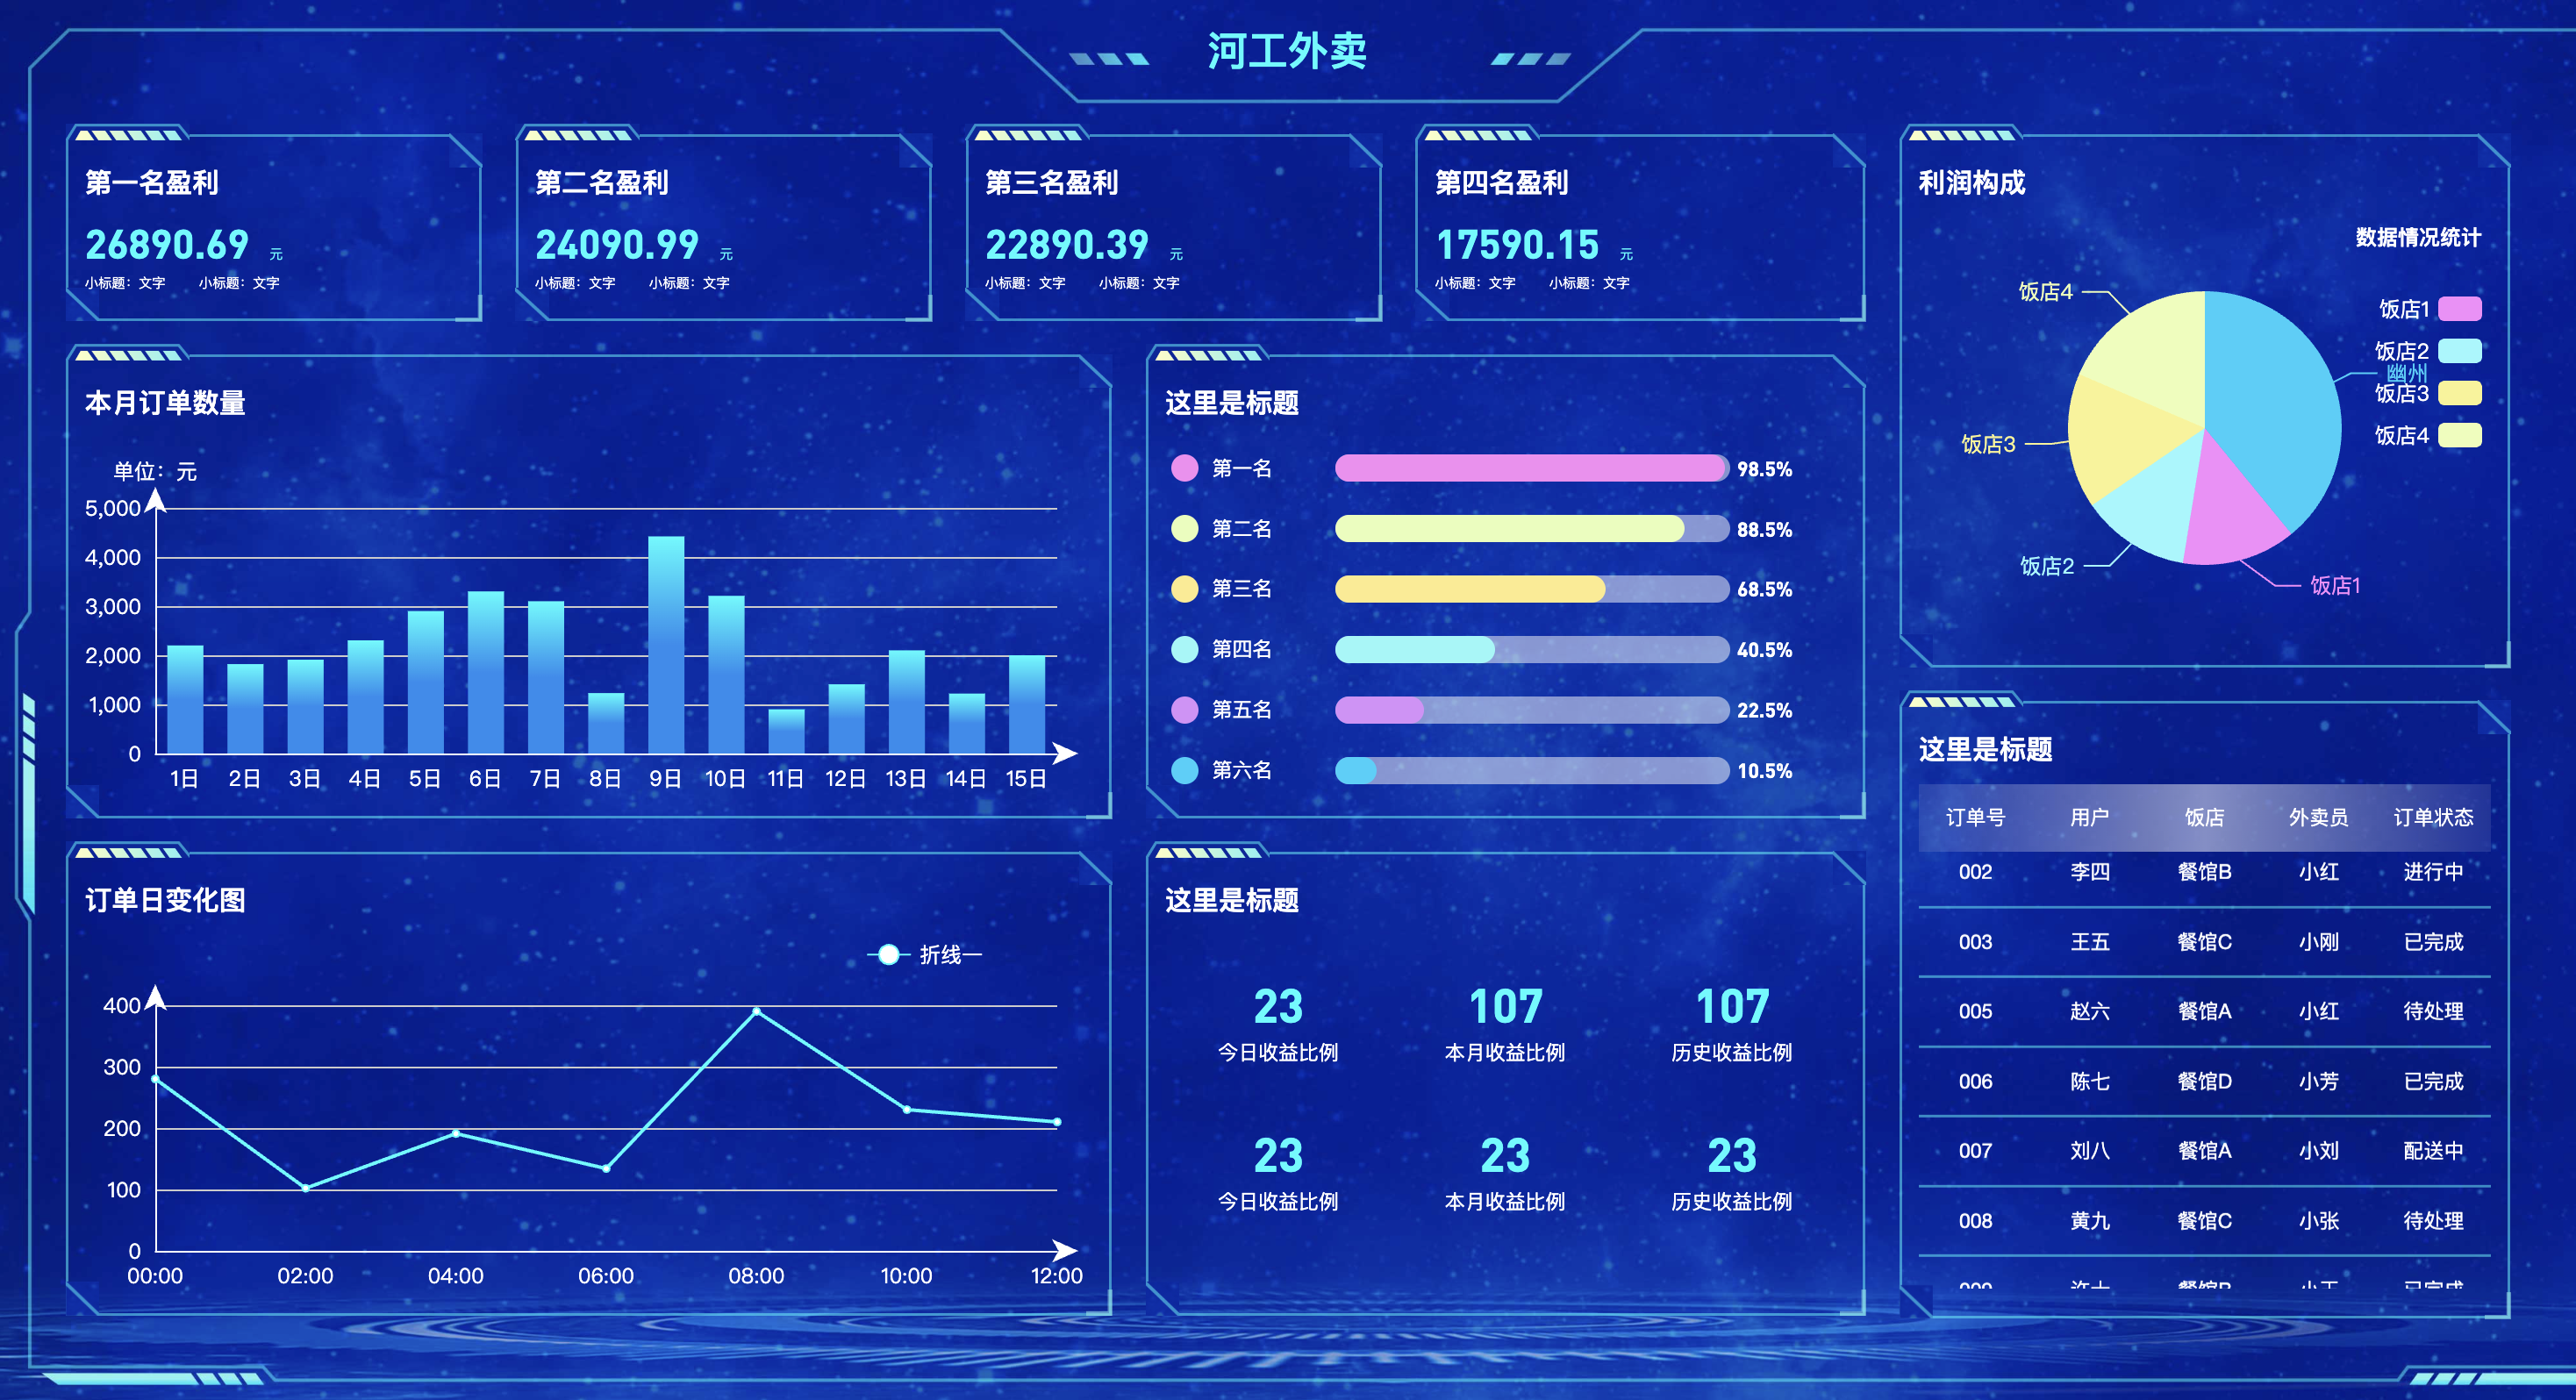 河工外卖
第一名盈利
26890.69 元
小标题：文字 小标题：文字
第二名盈利
24090.99 元
小标题：文字 小标题：文字
第三名盈利
22890.39 元
小标题：文字 小标题：文字
第四名盈利
17590.15 元
小标题：文字 小标题：文字
利润构成
数据情况统计
饭店1
饭店2
饭店3
饭店4
饭店4
幽州
饭店3
饭店2
饭店1
本月订单数量
单位：元
5,000
4,000
3,000
2,000
1,000
0
1日 2日 3日 4日 5日 6日 7日 8日 9日 10日 11日 12日 13日 14日 15日
这里是标题
第一名 98.5%
第二名 88.5%
第三名 68.5%
第四名 40.5%
第五名 22.5%
第六名 10.5%
订单日变化图
折线一
400
300
200
100
0
00:00 02:00 04:00 06:00 08:00 10:00 12:00
这里是标题
23 107 107
今日收益比例 本月收益比例 历史收益比例
23 23 23
今日收益比例 本月收益比例 历史收益比例
这里是标题
订单号 用户 饭店 外卖员 订单状态
002 李四 餐馆B 小红 进行中
003 王五 餐馆C 小刚 已完成
005 赵六 餐馆A 小红 待处理
006 陈七 餐馆D 小芳 已完成
007 刘八 餐馆A 小刘 配送中
008 黄九 餐馆C 小张 待处理